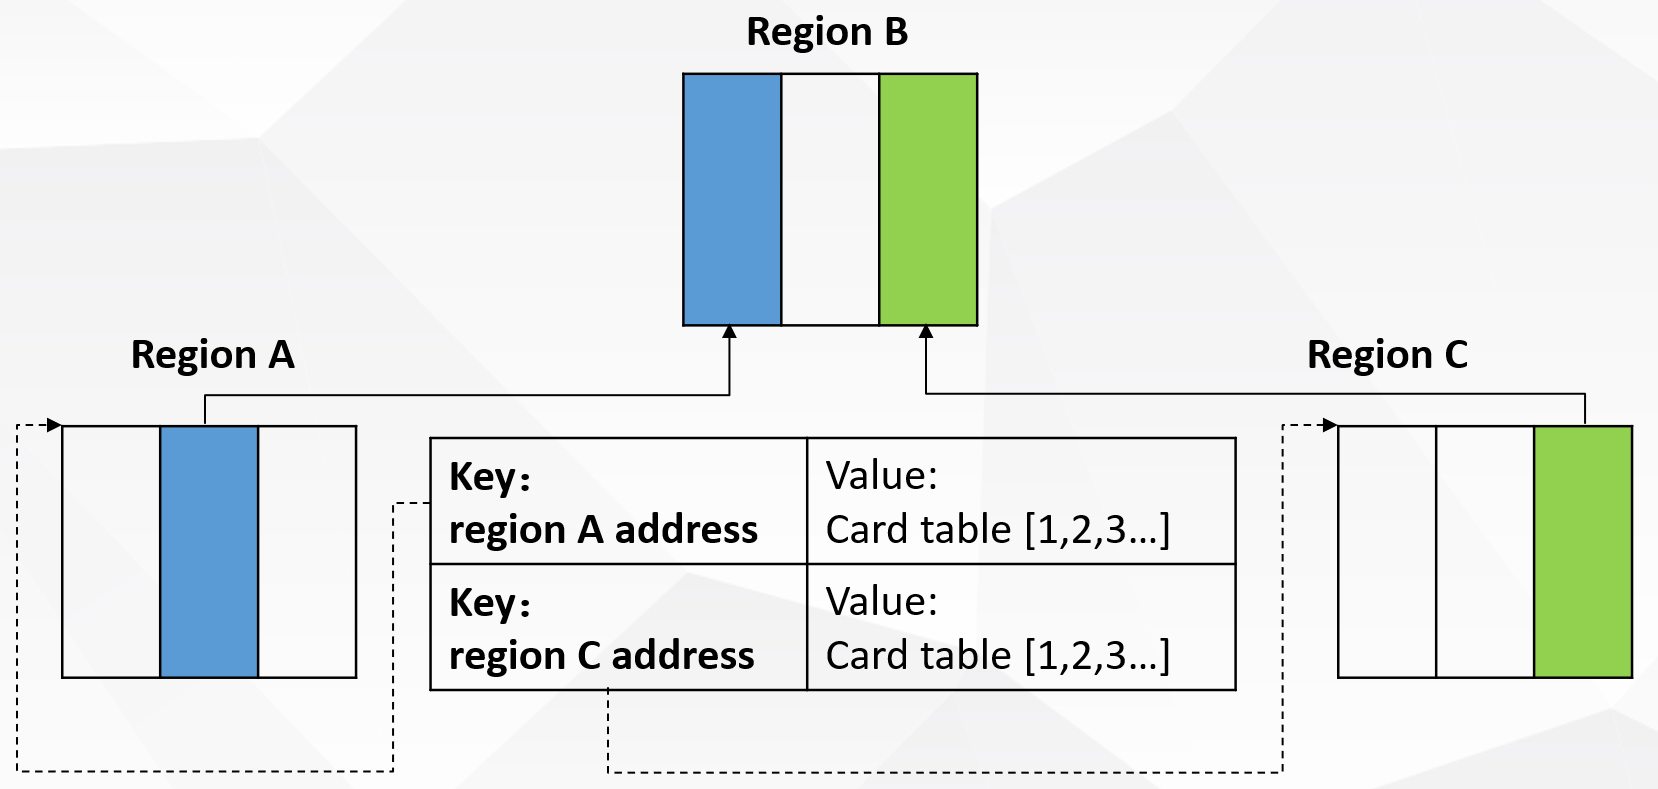 Region B
Region A
Region C
Key：
region A address
Value:
Card table [1,2,3...]
Key：
region C address
Value:
Card table [1,2,3...]